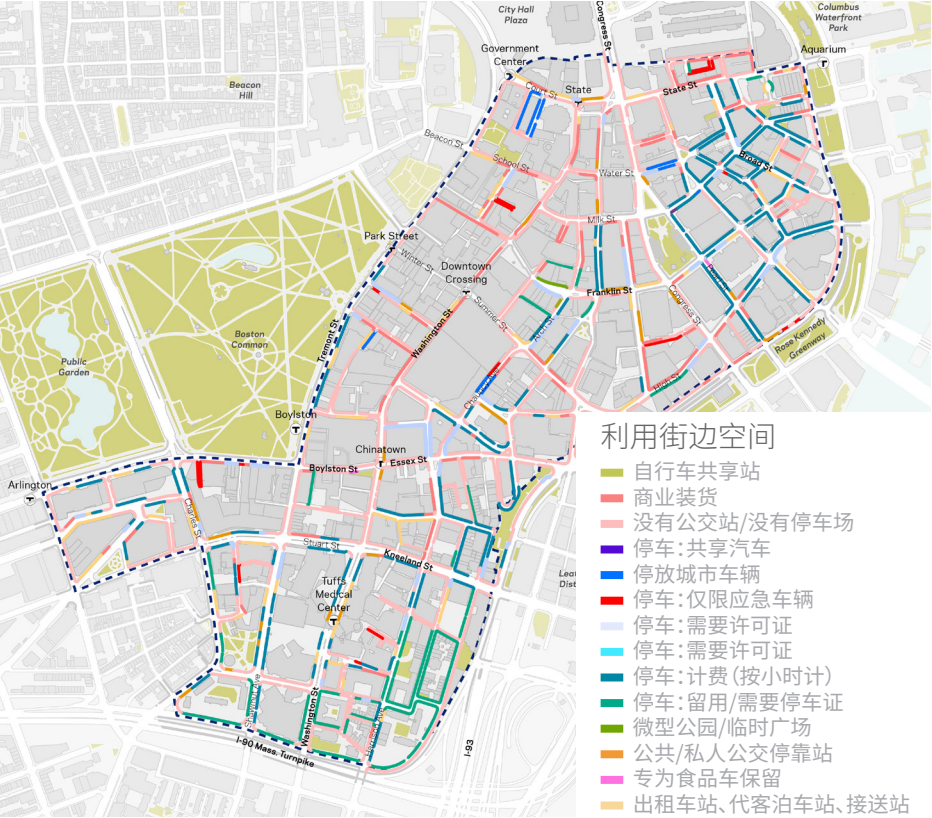 City Hall
Plaza
Congress St
Columbus
Waterfront
Park
Government
Center
Aquarium
Beacon
Hill
Court St
State
State St
Beacon St
School St
Water St
Broad St
Milk St
Park Street
Winter St
Downtown
Crossing
Franklin St
Congress St
Pearl St
Summer St
Arch St
Washington St
Tremont St
Rose Kennedy
Greenway
Boston
Common
Public
Garden
High St
Boylston
Chinatown
Boylston St
Essex St
Arlington
Charles St
Stuart St
Kneeland St
Tufts
Medical
Center
Shawmut Ave
Washington St
I-90 Mass. Turnpike
I-93
利用街边空间
自行车共享站
商业装货
没有公交站/没有停车场
停车:共享汽车
停放城市车辆
停车:仅限应急车辆
停车:需要许可证
停车:需要许可证
停车:计费(按小时计)
停车:留用/需要停车证
微型公园/临时广场
公共/私人公交停靠站
专为食品车保留
出租车站、代客泊车站、接送站